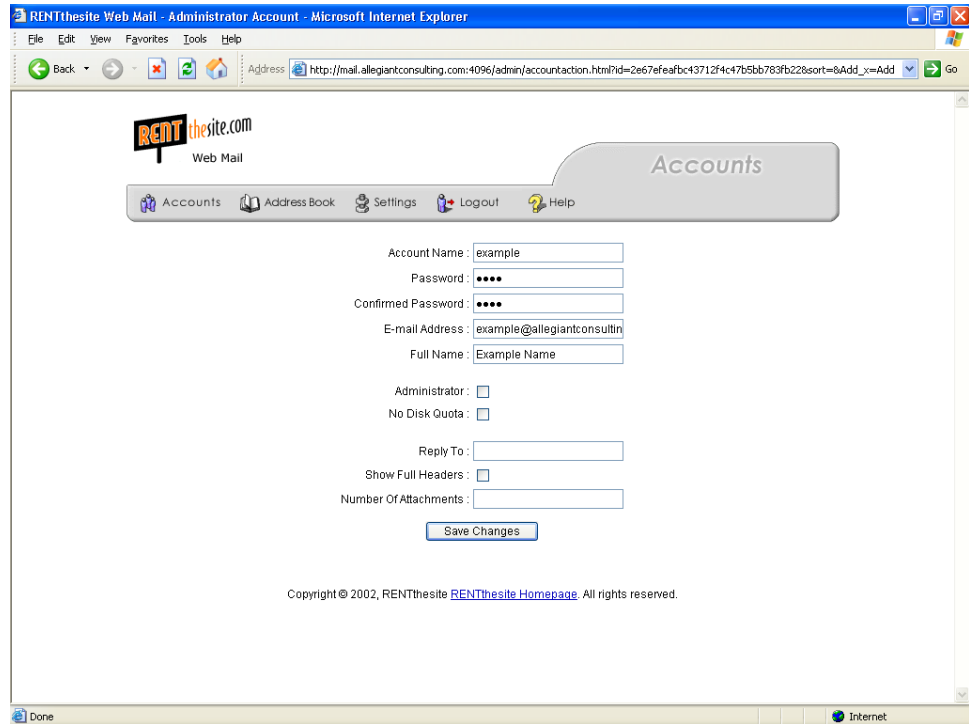 RENTthesite Web Mail - Administrator Account - Microsoft Internet Explorer
File Edit View Favorites Tools Help
Back Address http://mail.allegiantconsulting.com:4096/admin/accountaction.html?id=2e67efeafbc43712f4c47b5bb783fb22&sort=&Add_x=Add Go
RENT thesite.com
Web Mail
Accounts
Accounts Address Book Settings Logout Help
Account Name : example
Password : ••••
Confirmed Password : ••••
E-mail Address : example@allegiantconsultin
Full Name : Example Name
Administrator :
No Disk Quota :
Reply To :
Show Full Headers :
Number Of Attachments :
Save Changes
Copyright © 2002, RENTthesite RENTthesite Homepage. All rights reserved.
Done Internet